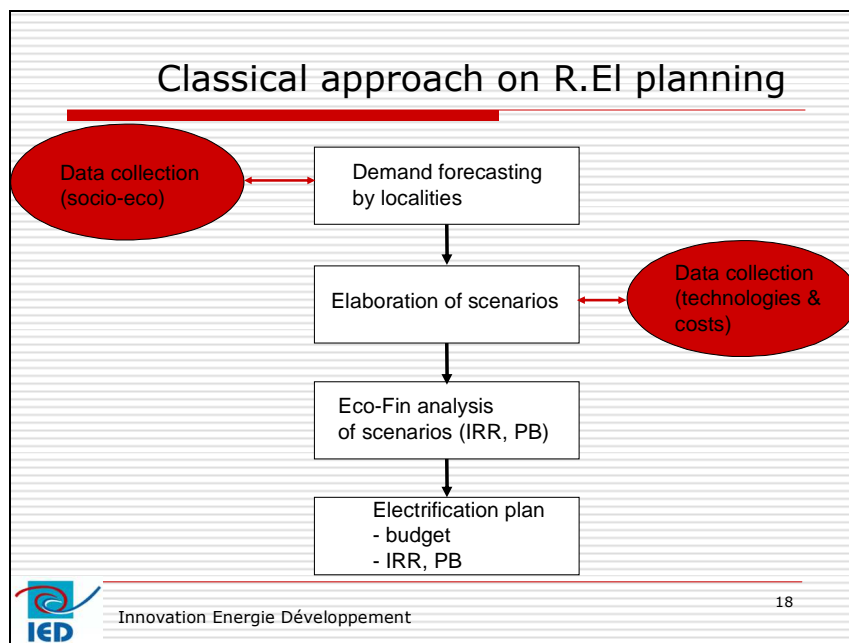 Classical approach on R.El planning
Data collection
(socio-eco)
Demand forecasting
by localities
Elaboration of scenarios
Data collection
(technologies &
costs)
Eco-Fin analysis
of scenarios (IRR, PB)
Electrification plan
- budget
- IRR, PB
IED
Innovation Energie Développement
18